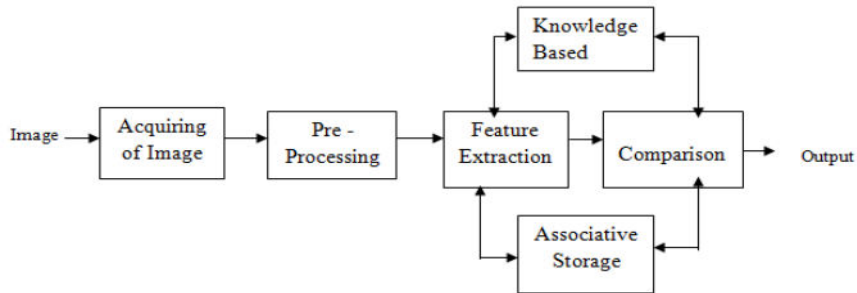 Knowledge
Based
Image
Acquiring
of Image
Pre -
Processing
Feature
Extraction
Comparison
Output
Associative
Storage